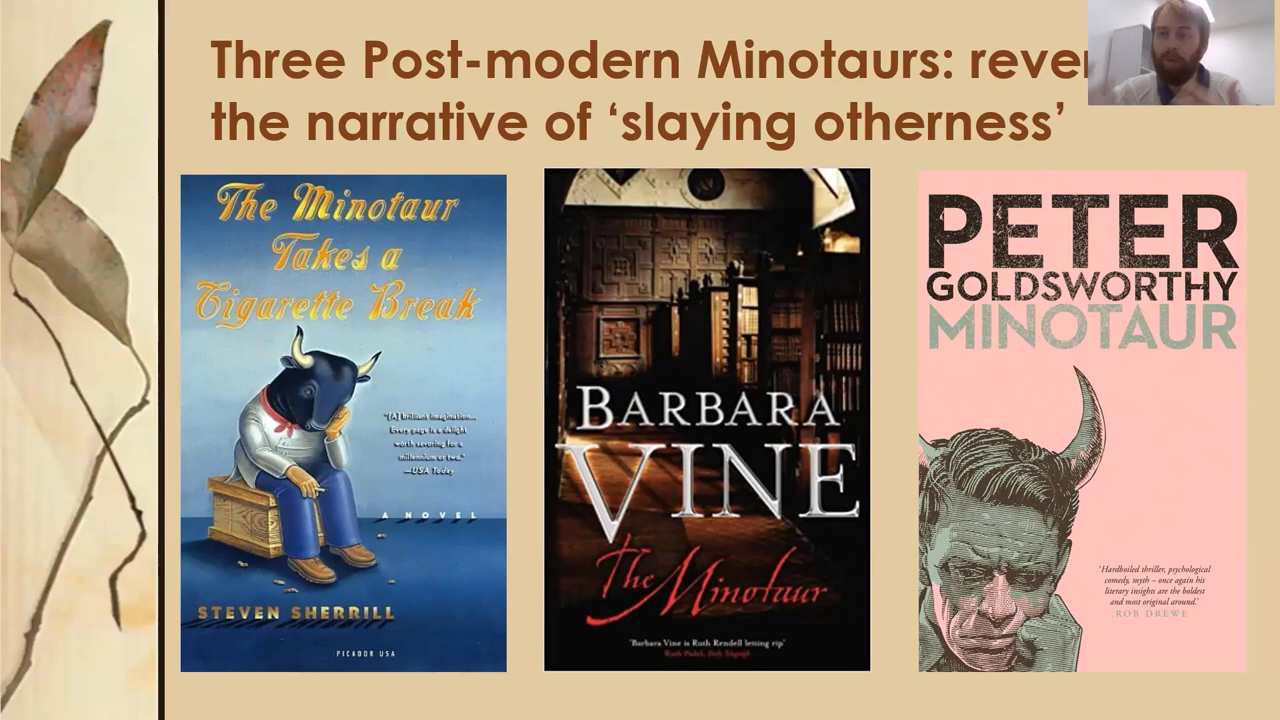 Three Post-modern Minotaurs: rever
the narrative of ‘slaying otherness’
The Minotaur
Takes a
Cigarette Break
"[A] brilliant imagination...
Every page is a delight
worth savoring for a
millennium or two."
—USA Today
A NOVEL
STEVEN SHERRILL
PICADOR USA
BARBARA
VINE
The Minotaur
'Barbara Vine is Ruth Rendell letting rip'
Daily Telegraph
PETER
GOLDSWORTHY
MINOTAUR
‘Hardboiled thriller, psychological
comedy, myth – once again his
literary insights are the boldest
and most original around.’
ROB DREWE